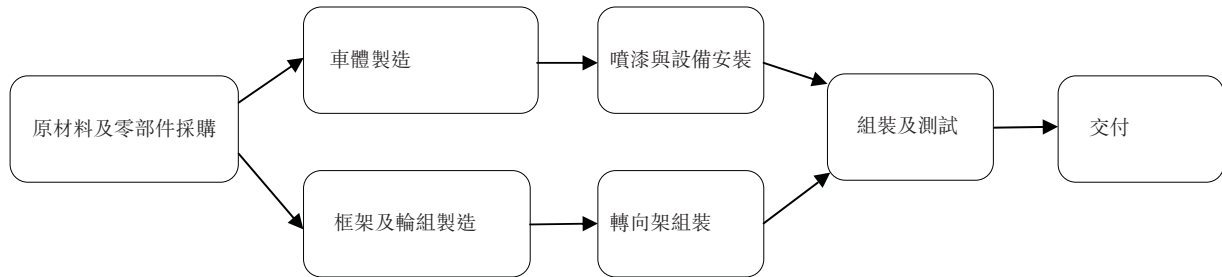 原材料及零部件採購
車體製造
噴漆與設備安裝
框架及輪組製造
轉向架組裝
組裝及測試
交付